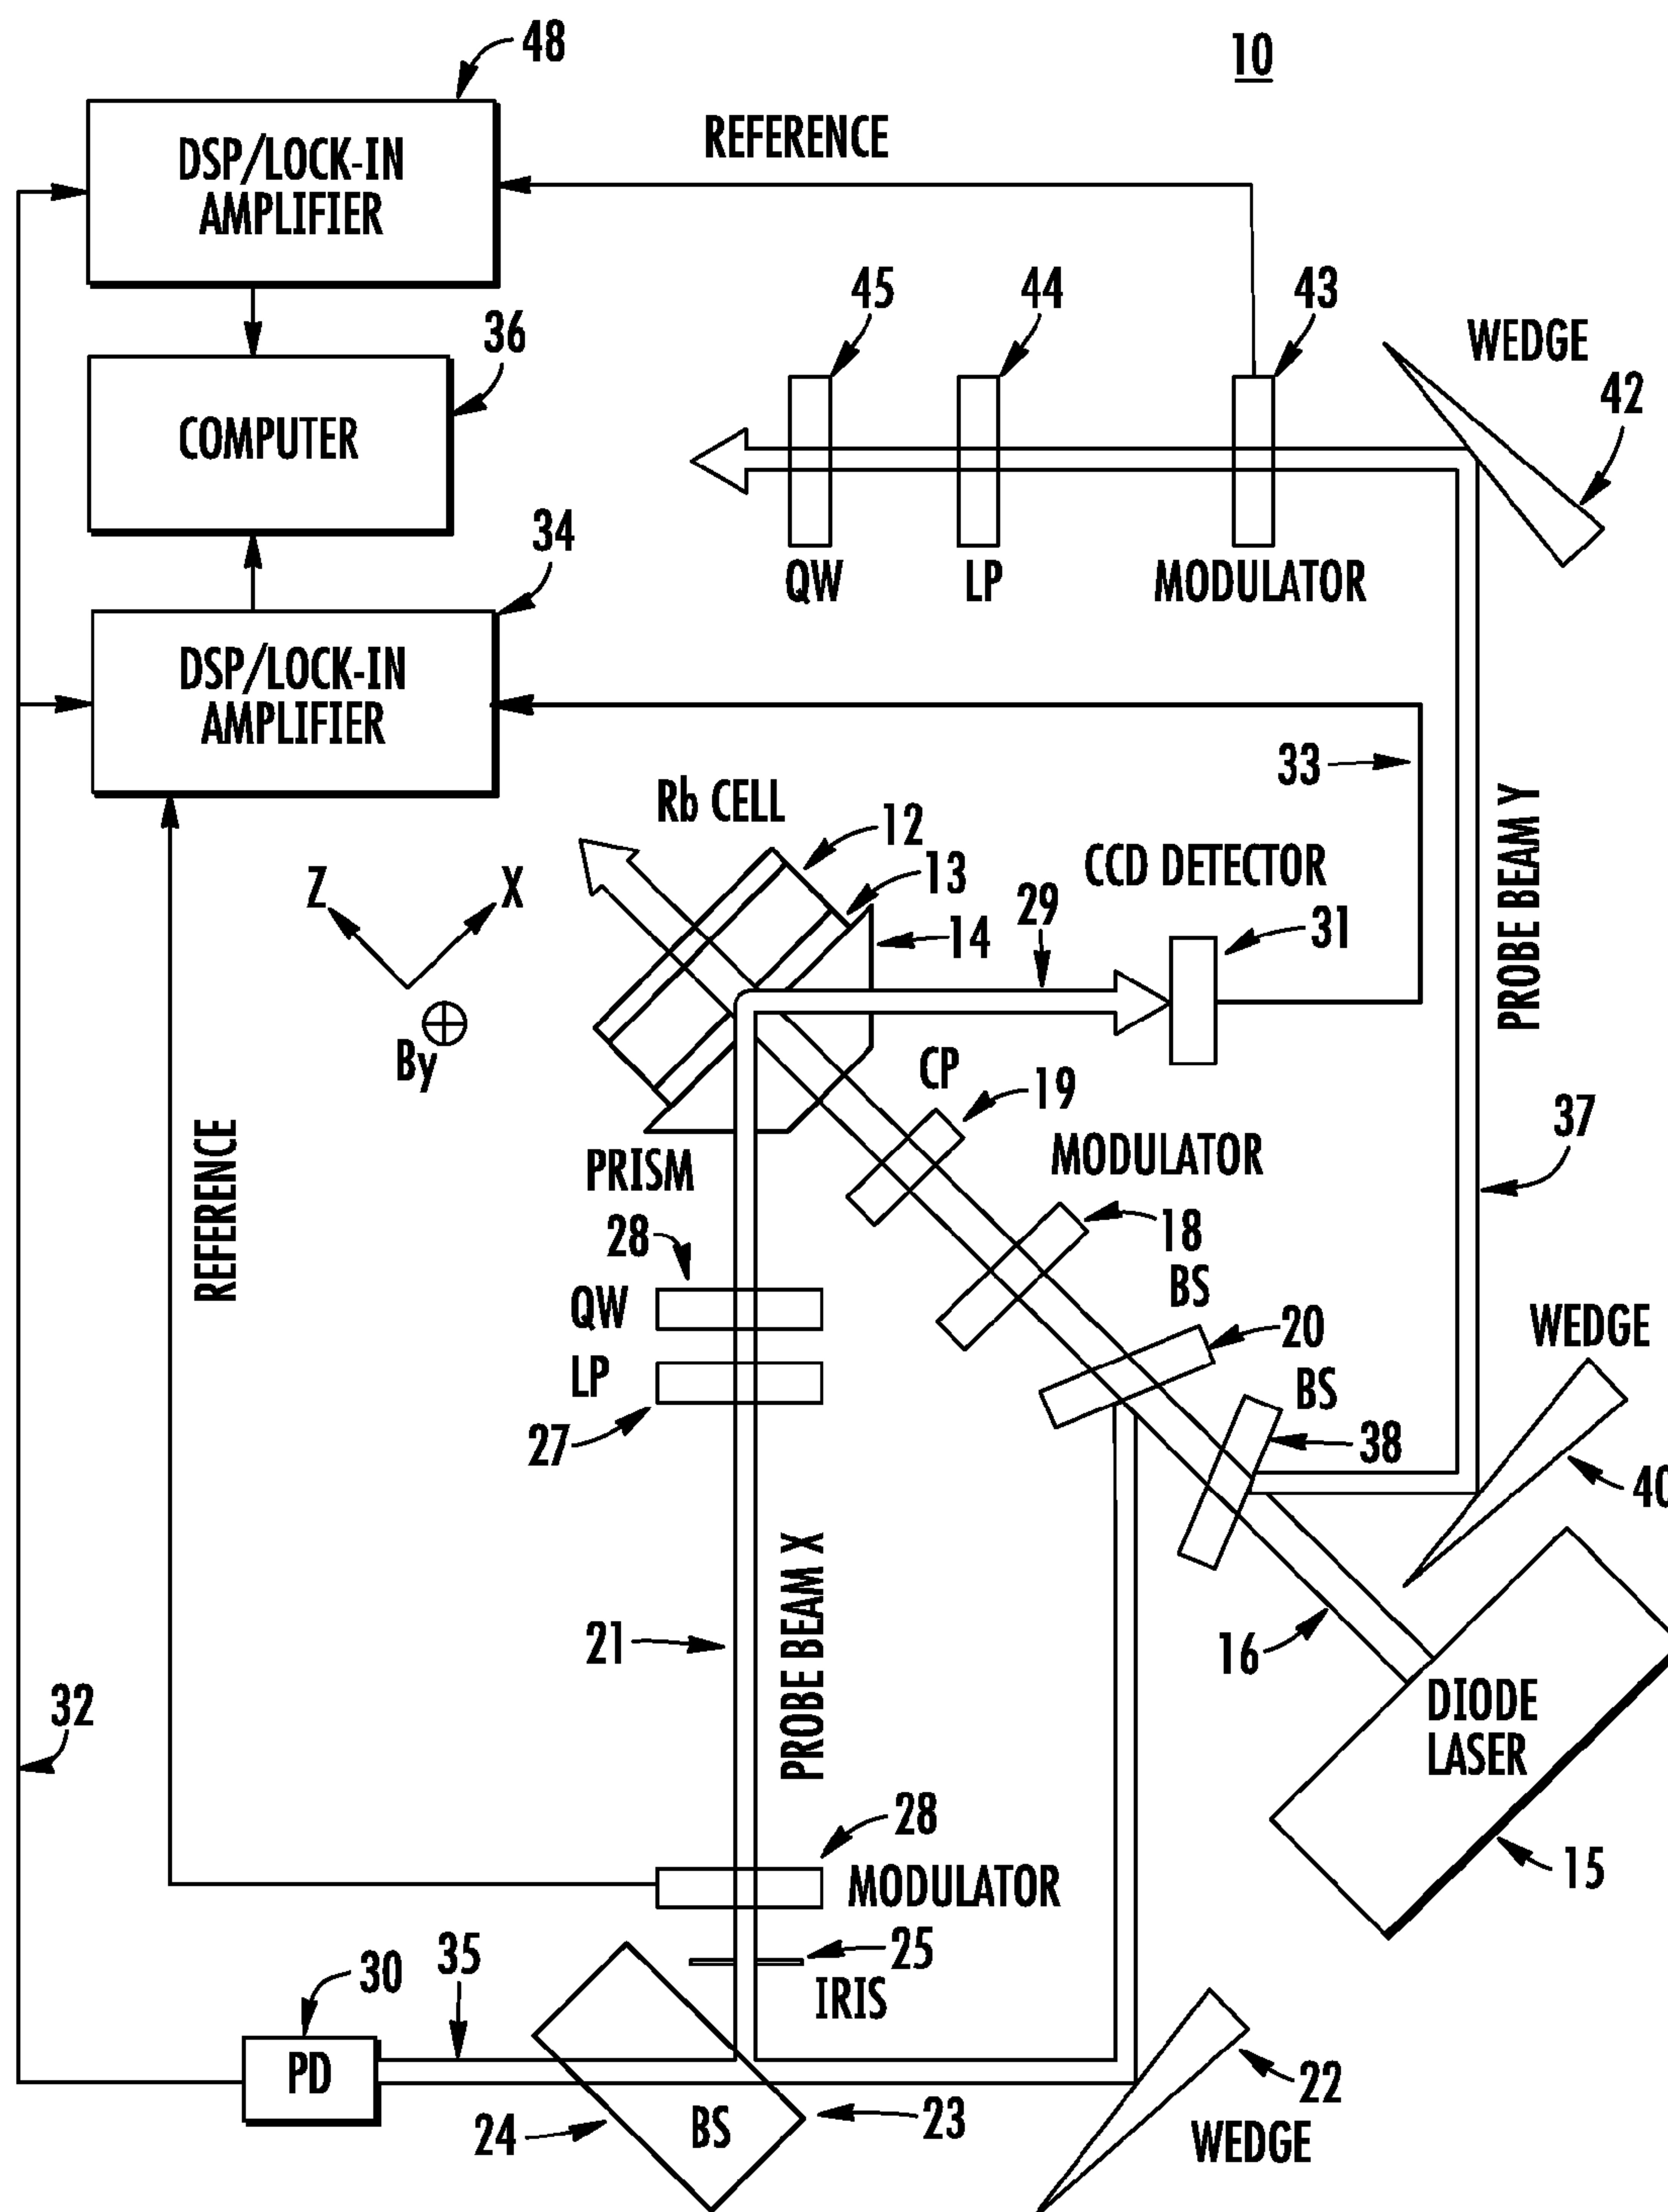 48
10
DSP/LOCK-IN
AMPLIFIER
REFERENCE
45
44
43
36
WEDGE
42
COMPUTER
34
QW
LP
MODULATOR
DSP/LOCK-IN
AMPLIFIER
33
Rb CELL
12
13
CCD DETECTOR
PROBE BEAM Y
Z
X
29
14
31
By
CP
19
37
REFERENCE
PRISM
MODULATOR
28
18
BS
QW
20
WEDGE
LP
BS
27
38
40
PROBE BEAM X
21
16
32
DIODE
LASER
28
MODULATOR
15
35
25
30
IRIS
PD
22
24
BS
23
WEDGE